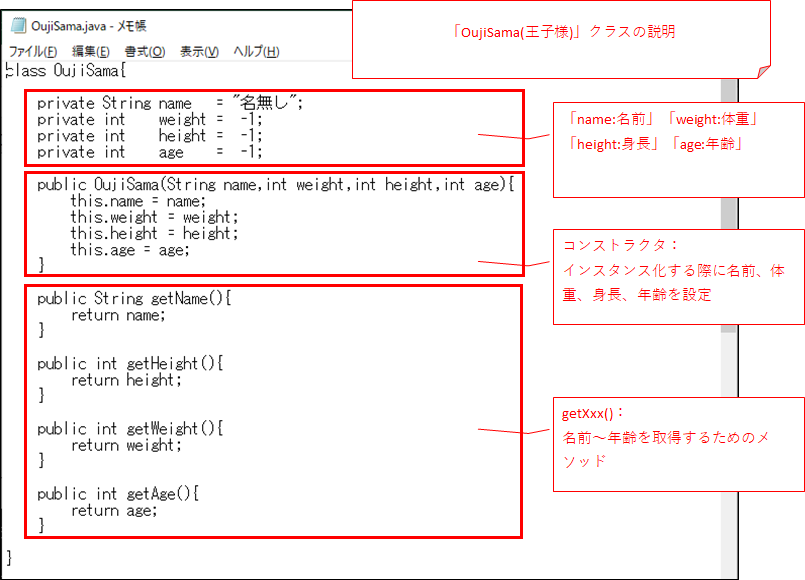 OujiSama.java - メモ帳
ファイル(F) 編集(E) 書式(O) 表示(V) ヘルプ(H)
「OujiSama(王子様)」クラスの説明
class OujiSama{
private String name = "名無し";
private int weight = -1;
private int height = -1;
private int age = -1;
「name:名前」「weight:体重」
「height:身長」「age:年齢」
public OujiSama(String name,int weight,int height,int age){
this.name = name;
this.weight = weight;
this.height = height;
this.age = age;
}
コンストラクタ：
インスタンス化する際に名前、体
重、身長、年齢を設定
public String getName(){
return name;
}
public int getHeight(){
return height;
}
public int getWeight(){
return weight;
}
public int getAge(){
return age;
}
getXxx()：
名前～年齢を取得するためのメ
ソッド
}